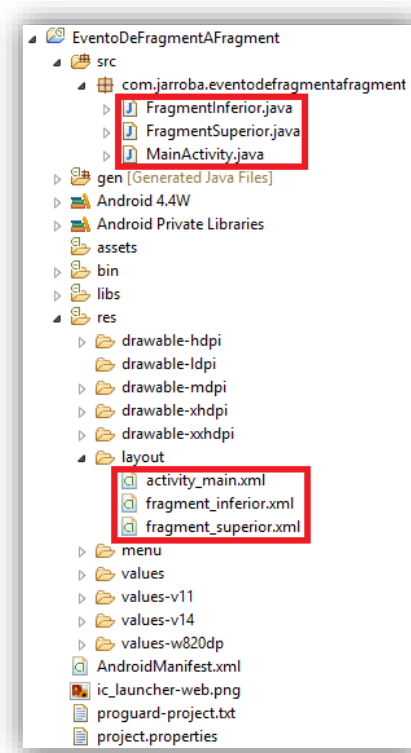 EventoDeFragmentAFragment
src
com.jarroba.eventodefragmentafragment
FragmentInferior.java
FragmentSuperior.java
MainActivity.java
gen [Generated Java Files]
Android 4.4W
Android Private Libraries
assets
bin
libs
res
drawable-hdpi
drawable-ldpi
drawable-mdpi
drawable-xhdpi
drawable-xxhdpi
layout
activity_main.xml
fragment_inferior.xml
fragment_superior.xml
menu
values
values-v11
values-v14
values-w820dp
AndroidManifest.xml
ic_launcher-web.png
proguard-project.txt
project.properties